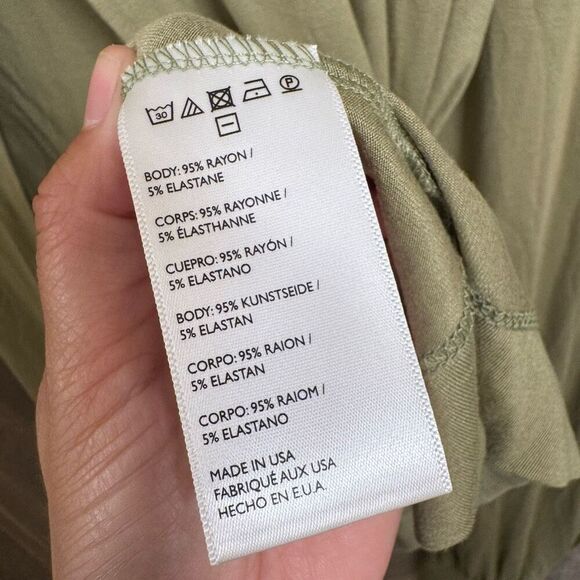 30
P
BODY: 95% RAYON /
5% ELASTANE
CORPS: 95% RAYONNE /
5% ÉLASTHANNE
CUEPRO: 95% RAYÓN /
5% ELASTANO
BODY: 95% KUNSTSEIDE /
5% ELASTAN
CORPO: 95% RAION /
5% ELASTAN
CORPO: 95% RAIOM /
5% ELASTANO
MADE IN USA
FABRIQUÉ AUX USA
HECHO EN E.U.A.